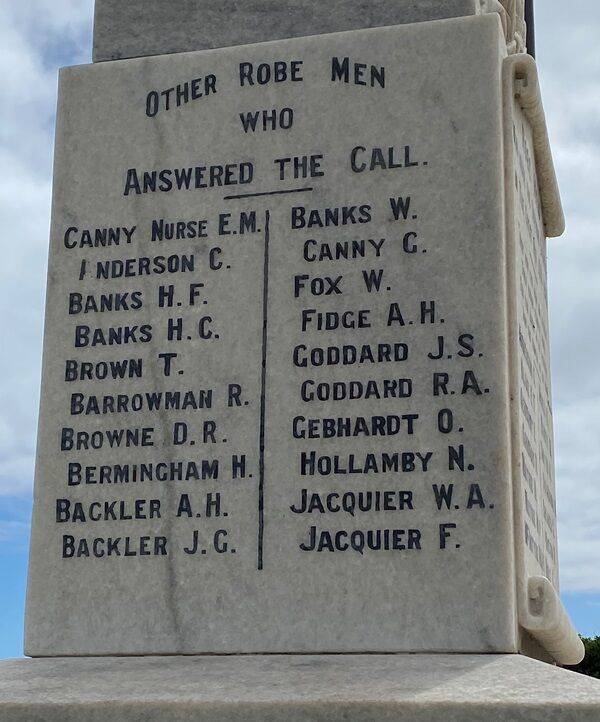 OTHER ROBE MEN
WHO
ANSWERED THE CALL.
CANNY NURSE E.M.
ANDERSON C.
BANKS H. F.
BANKS H. C.
BROWN T.
BARROWMAN R.
BROWNE D. R.
BERMINGHAM H.
BACKLER A.H.
BACKLER J.G.
BANKS W.
CANNY G.
FOX W.
FIDGE A.H.
GODDARD J.S.
GODDARD R.A.
GEBHARDT O.
HOLLAMBY N.
JACQUIER W.A.
JACQUIER F.